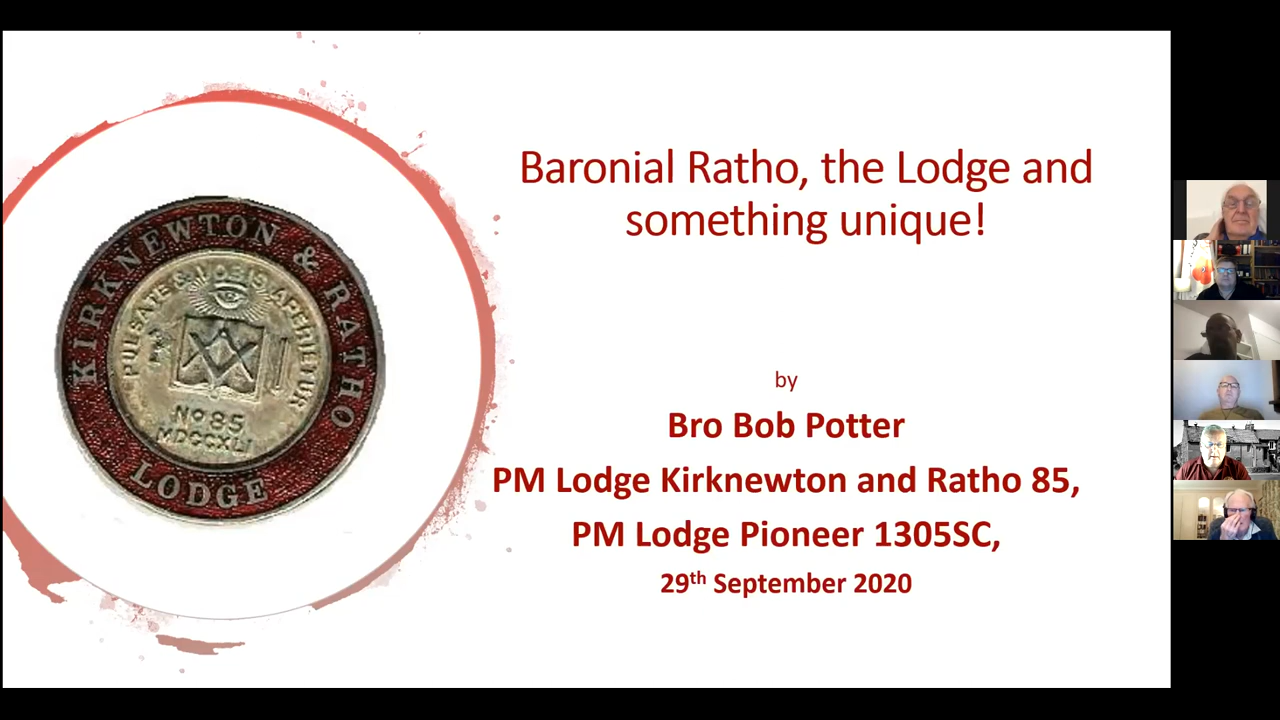 KIRKNEWTON & RATHO
LODGE
PULSATE & VOBIS APERIETUR
No 85
MDCCXLI
Baronial Ratho, the Lodge and
something unique!
by
Bro Bob Potter
PM Lodge Kirknewton and Ratho 85,
PM Lodge Pioneer 1305SC,
29th September 2020